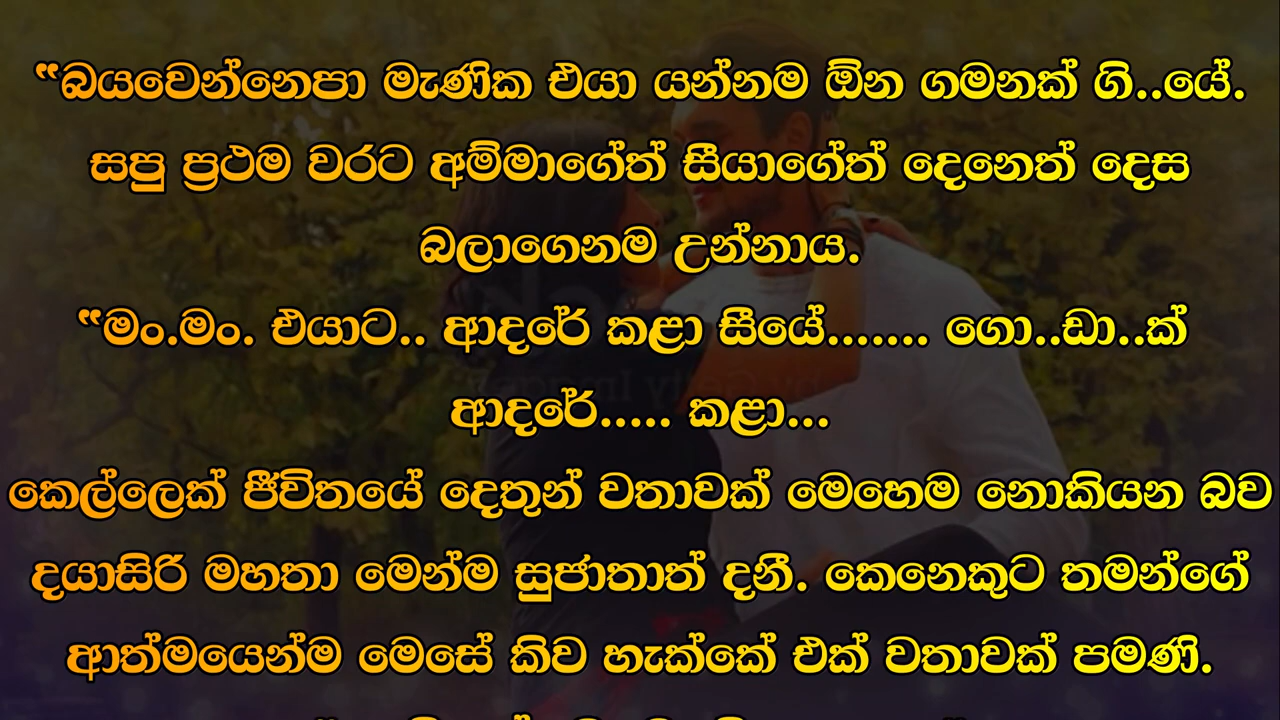 “බයවෙන්නෙපා මැණික එයා යන්නම ඕන ගමනක් ගි..යේ.
සපු ප්‍රථම වරට අම්මාගේත් සීයාගේත් දෙනෙත් දෙස
බලාගෙනම උන්නාය.
“මං.මං. එයාට.. ආදරේ කළා සීයේ....... ගො..ඩා..ක්
ආදරේ..... කළා...
කෙල්ලෙක් ජීවිතයේ දෙතුන් වතාවක් මෙහෙම නොකියන බව
දයාසිරි මහතා මෙන්ම සුජාතාත් දනී. කෙනෙකුට තමන්ගේ
ආත්මයෙන්ම මෙසේ කිව හැක්කේ එක් වතාවක් පමණි.